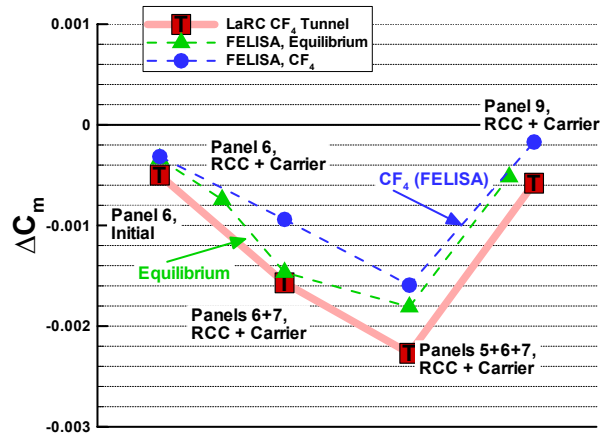 0.001
LaRC CF4 Tunnel
FELISA, Equilibrium
FELISA, CF4
0
Panel 9,
RCC + Carrier
Panel 6,
RCC + Carrier
CF4 (FELISA)
Panel 6,
Initial
-0.001
ΔCm
Equilibrium
Panels 6+7,
RCC + Carrier
-0.002
Panels 5+6+7,
RCC + Carrier
-0.003
T
T
T
T
T